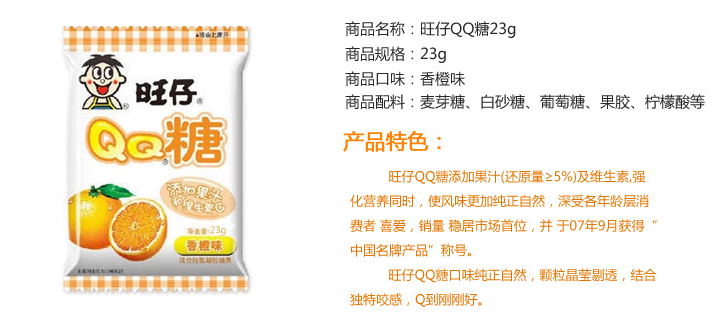 旺仔
QQ糖
添加果汁
和维生素C
净含量:23g
香橙味
商品名称：旺仔QQ糖23g
商品规格：23g
商品口味：香橙味
商品配料：麦芽糖、白砂糖、葡萄糖、果胶、柠檬酸等
产品特色：
旺仔QQ糖添加果汁(还原量≥5%)及维生素,强
化营养同时，使风味更加纯正自然，深受各年龄层消
费者 喜爱，销量 稳居市场首位，并 于07年9月获得“
中国名牌产品”称号。
旺仔QQ糖口味纯正自然，颗粒晶莹剔透，结合
独特咬感，Q到刚刚好。